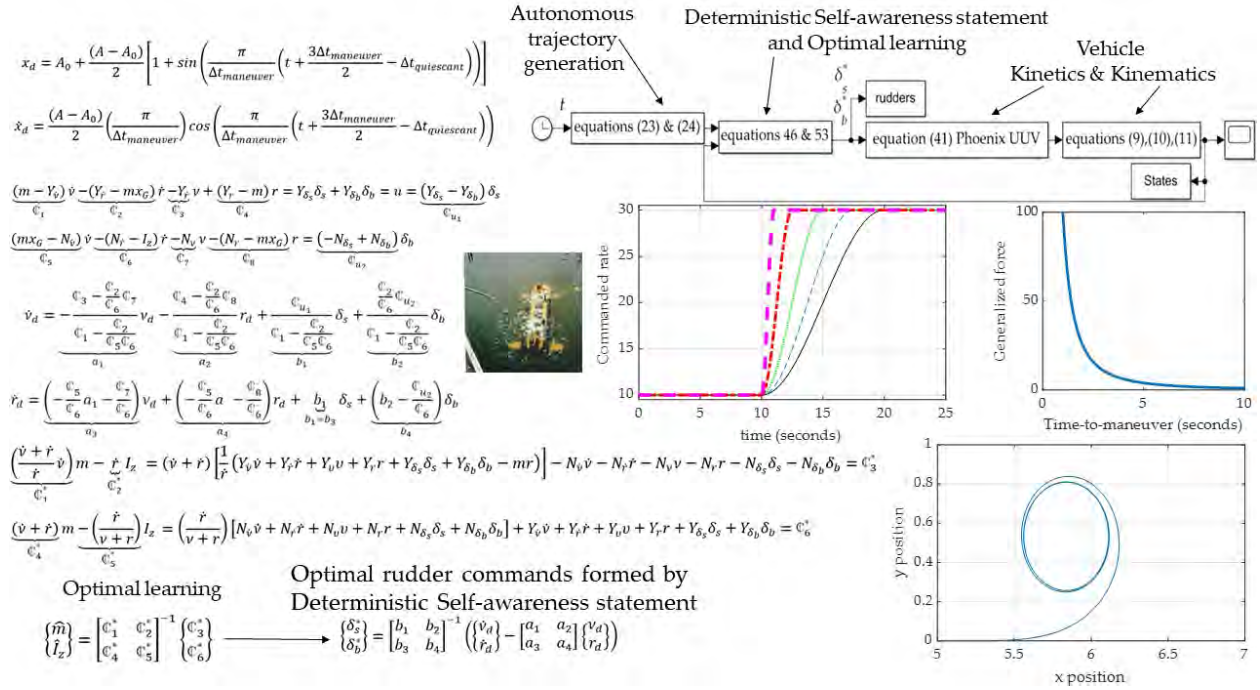 Autonomous
trajectory
generation
Deterministic Self-awareness statement
and Optimal learning
Vehicle
Kinetics & Kinematics
t
equations (23) & (24)
equations 46 & 53
δ*s
δ*b
rudders
equation (41) Phoenix UUV
equations (9),(10),(11)
States
x_d = A_0 + (A − A_0)/2 [1 + sin(π/Δt_maneuver (t + 3Δt_maneuver/2 − Δt_quiescant))]
ẋ_d = (A − A_0)/2 (π/Δt_maneuver) cos(π/Δt_maneuver (t + 3Δt_maneuver/2 − Δt_quiescant))
(m − Y_v̇) v̇ −(Y_ṙ − mx_G) ṙ −Y_ṙ v + (Y_r − m) r = Y_δs δ_s + Y_δb δ_b = u = (Y_δs − Y_δb) δ_s
ℂ_1 ℂ_2 ℂ_3 ℂ_4 ℂ_u1
(mx_G − N_v̇) v̇ −(N_ṙ − I_z) ṙ −N_v v −(N_r − mx_G) r = (−N_δs + N_δb) δ_b
ℂ_5 ℂ_6 ℂ_7 ℂ_8 ℂ_u2
v̇_d = − (ℂ_3 − ℂ_2/ℂ_6 ℂ_7)/(ℂ_1 − ℂ_2/(ℂ_5ℂ_6)) v_d − (ℂ_4 − ℂ_2/ℂ_6 ℂ_8)/(ℂ_1 − ℂ_2/(ℂ_5ℂ_6)) r_d + ℂ_u1/(ℂ_1 − ℂ_2/(ℂ_5ℂ_6)) δ_s + (ℂ_2/ℂ_6 ℂ_u2)/(ℂ_1 − ℂ_2/(ℂ_5ℂ_6)) δ_b
a_1 a_2 b_1 b_2
ṙ_d = (−ℂ_5/ℂ_6 a_1 − ℂ_7/ℂ_6) v_d + (−ℂ_5/ℂ_6 a − ℂ_8/ℂ_6) r_d + b_1 δ_s + (b_2 − ℂ_u2/ℂ_6) δ_b
a_3 a_4 b_1=b_3 b_4
((v̇ + ṙ)/ṙ v̇) m − ṙ I_z = (v̇ + ṙ) [1/ṙ (Y_v̇ v̇ + Y_ṙ ṙ + Y_v v + Y_r r + Y_δs δ_s + Y_δb δ_b − mr)] − N_v̇ v̇ − N_ṙ ṙ − N_v v − N_r r − N_δs δ_s − N_δb δ_b = ℂ*_3
ℂ*_1 ℂ*_2
(v̇ + ṙ) m − (ṙ/(v + r)) I_z = (ṙ/(v + r)) [N_v̇ v̇ + N_ṙ ṙ + N_v v + N_r r + N_δs δ_s + N_δb δ_b] + Y_v̇ v̇ + Y_ṙ ṙ + Y_v v + Y_r r + Y_δs δ_s + Y_δb δ_b = ℂ*_6
ℂ*_4 ℂ*_5
Optimal learning
{m̂ Î_z} = [ℂ*_1 ℂ*_2 ℂ*_4 ℂ*_5]^−1 {ℂ*_3 ℂ*_6}
Optimal rudder commands formed by
Deterministic Self-awareness statement
{δ*_s δ*_b} = [b_1 b_2 b_3 b_4]^−1 ({v̇_d ṙ_d} − [a_1 a_2 a_3 a_4] {v_d r_d})
Commanded rate
30
25
20
15
10
0 5 10 15 20 25
time (seconds)
Generalized force
100
50
0
0 5 10
Time-to-maneuver (seconds)
y position
1
0.8
0.6
0.4
0.2
0
5 5.5 6 6.5 7
x position